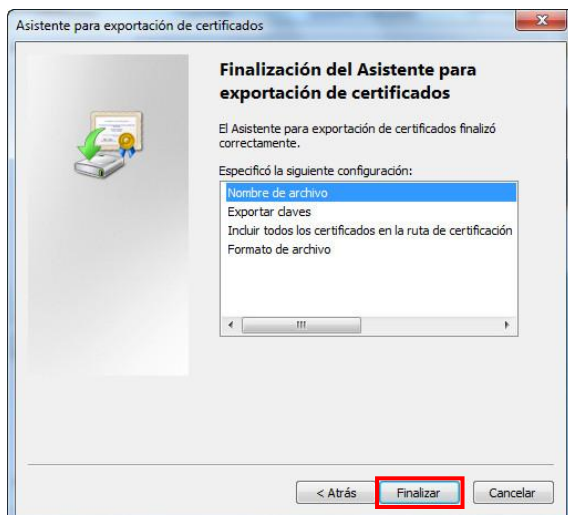 Asistente para exportación de certificados
Finalización del Asistente para
exportación de certificados
El Asistente para exportación de certificados finalizó
correctamente.
Especificó la siguiente configuración:
Nombre de archivo
Exportar claves
Incluir todos los certificados en la ruta de certificación
Formato de archivo
< Atrás
Finalizar
Cancelar